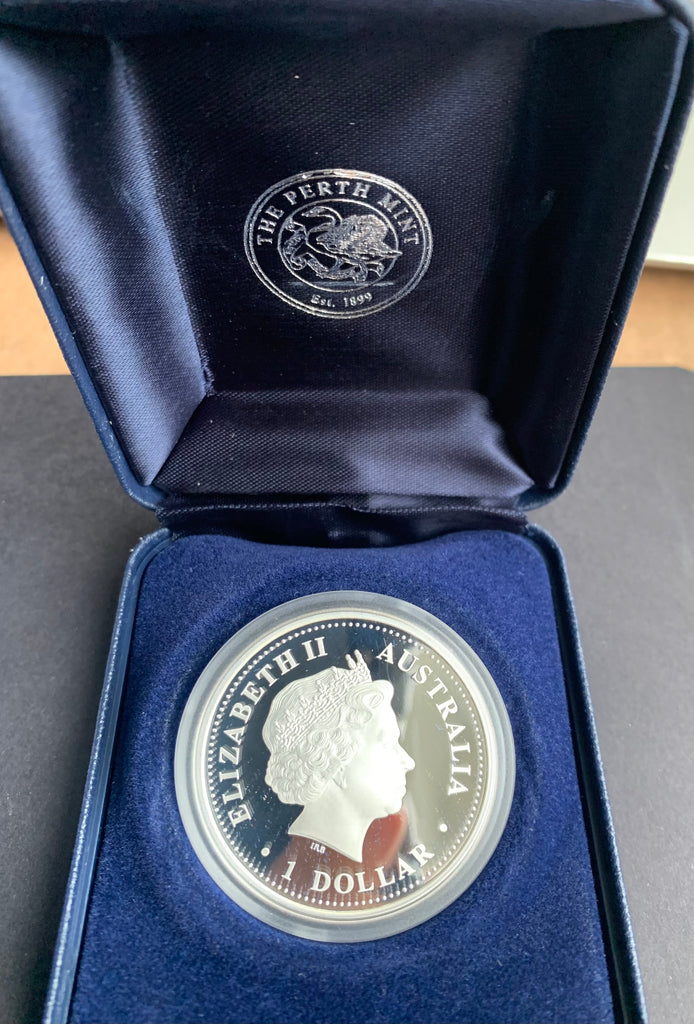 THE PERTH MINT
Est. 1899
ELIZABETH II AUSTRALIA
IRB
1 DOLLAR